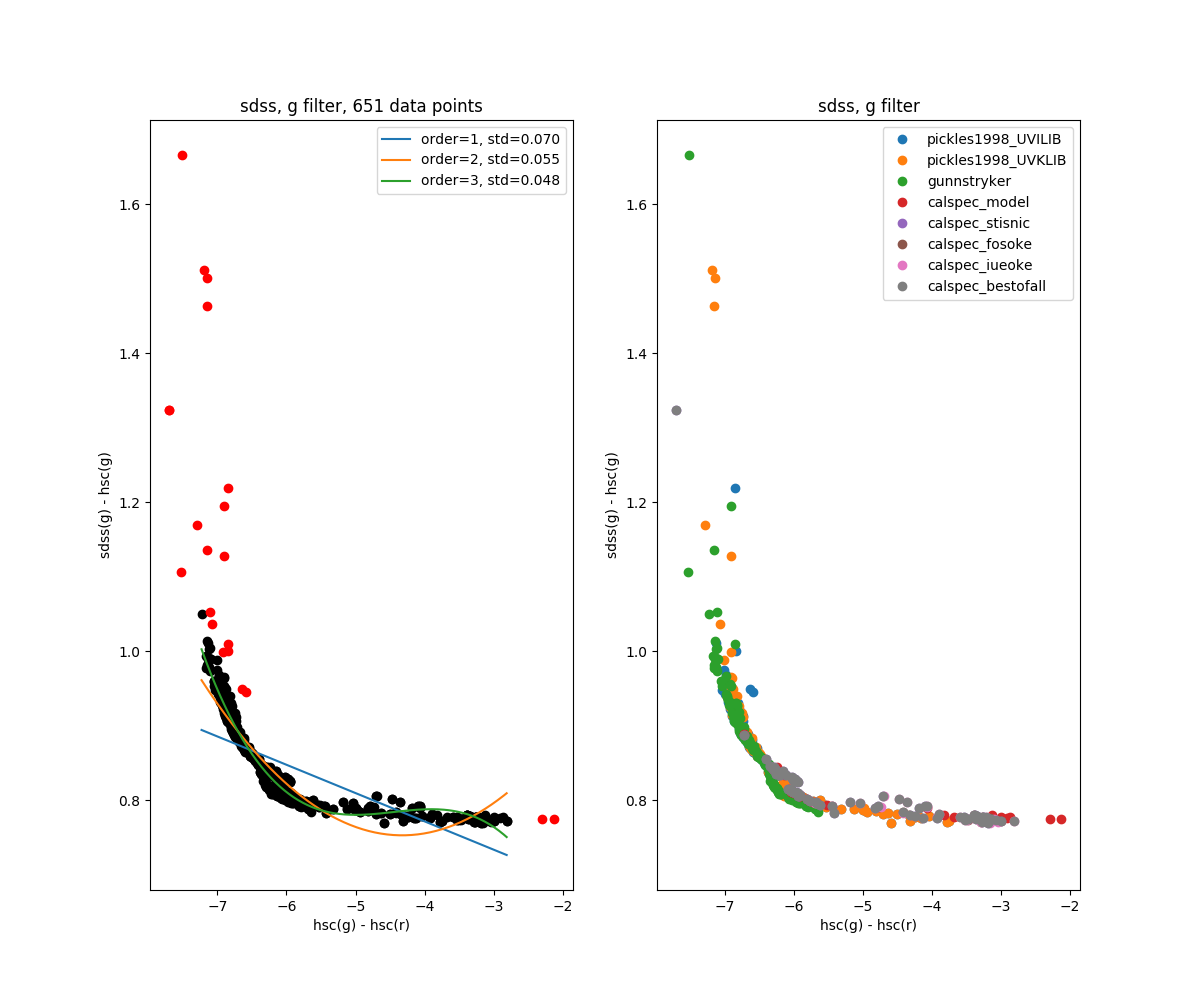 sdss, g filter, 651 data points
order=1, std=0.070
order=2, std=0.055
order=3, std=0.048
1.6
1.4
1.2
1.0
0.8
sdss(g) - hsc(g)
−7
−6
−5
−4
−3
−2
hsc(g) - hsc(r)
sdss, g filter
pickles1998_UVILIB
pickles1998_UVKLIB
gunnstryker
calspec_model
calspec_stisnic
calspec_fosoke
calspec_iueoke
calspec_bestofall
1.6
1.4
1.2
1.0
0.8
sdss(g) - hsc(g)
−7
−6
−5
−4
−3
−2
hsc(g) - hsc(r)